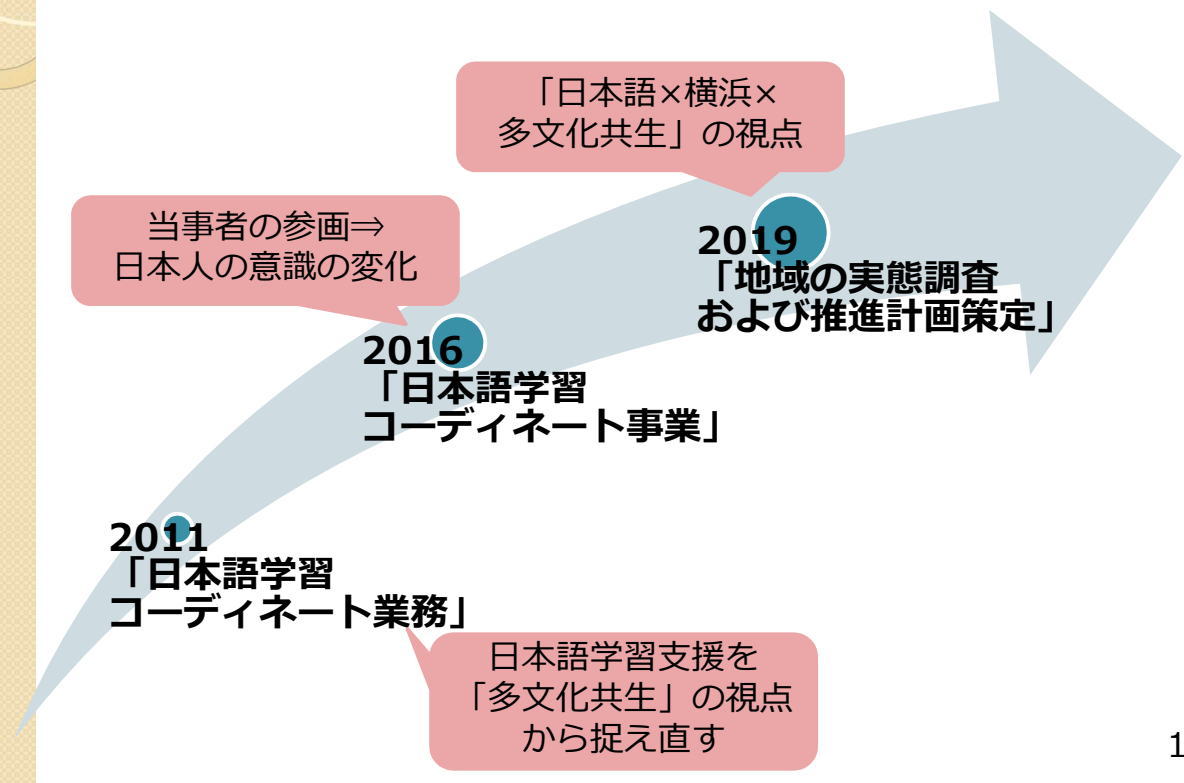 「日本語×横浜×
多文化共生」の視点
当事者の参画⇒
日本人の意識の変化
2019
「地域の実態調査
および推進計画策定」
2016
「日本語学習
コーディネート事業」
2011
「日本語学習
コーディネート業務」
日本語学習支援を
「多文化共生」の視点
から捉え直す
1